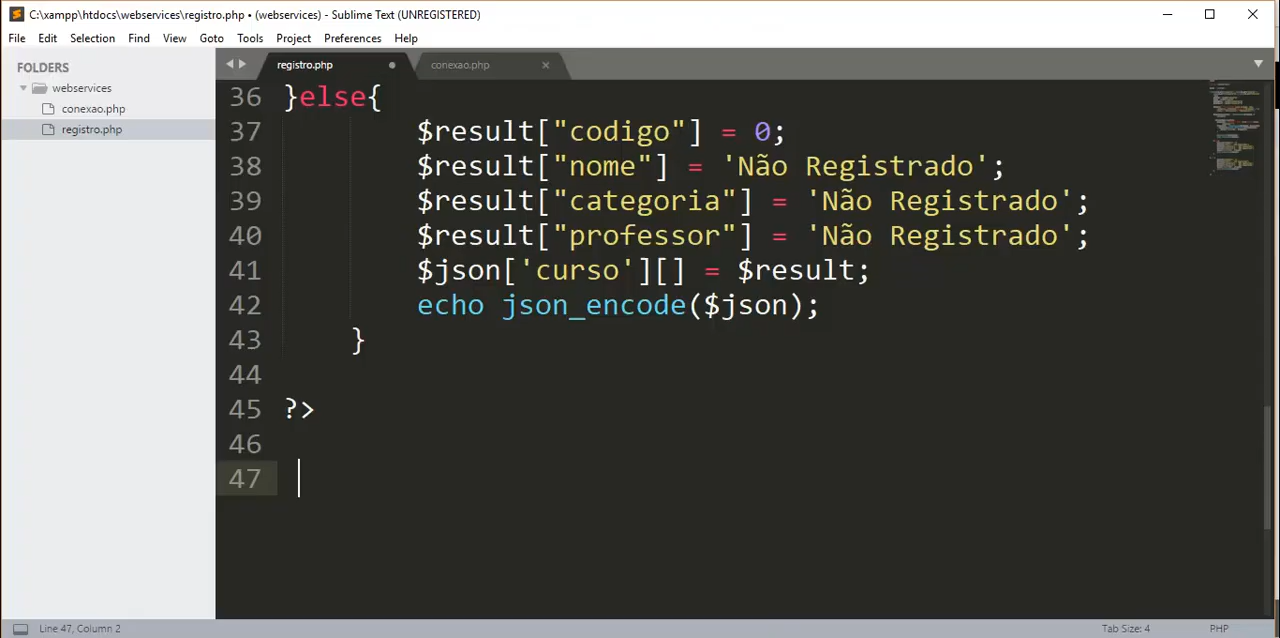 C:\xampp\htdocs\webservices\registro.php • (webservices) - Sublime Text (UNREGISTERED)
File Edit Selection Find View Goto Tools Project Preferences Help
FOLDERS
webservices
conexao.php
registro.php
registro.php
conexao.php
36 }else{
37 $result["codigo"] = 0;
38 $result["nome"] = 'Não Registrado';
39 $result["categoria"] = 'Não Registrado';
40 $result["professor"] = 'Não Registrado';
41 $json['curso'][] = $result;
42 echo json_encode($json);
43 }
44
45 ?>
46
47
Line 47, Column 2
Tab Size: 4
PHP